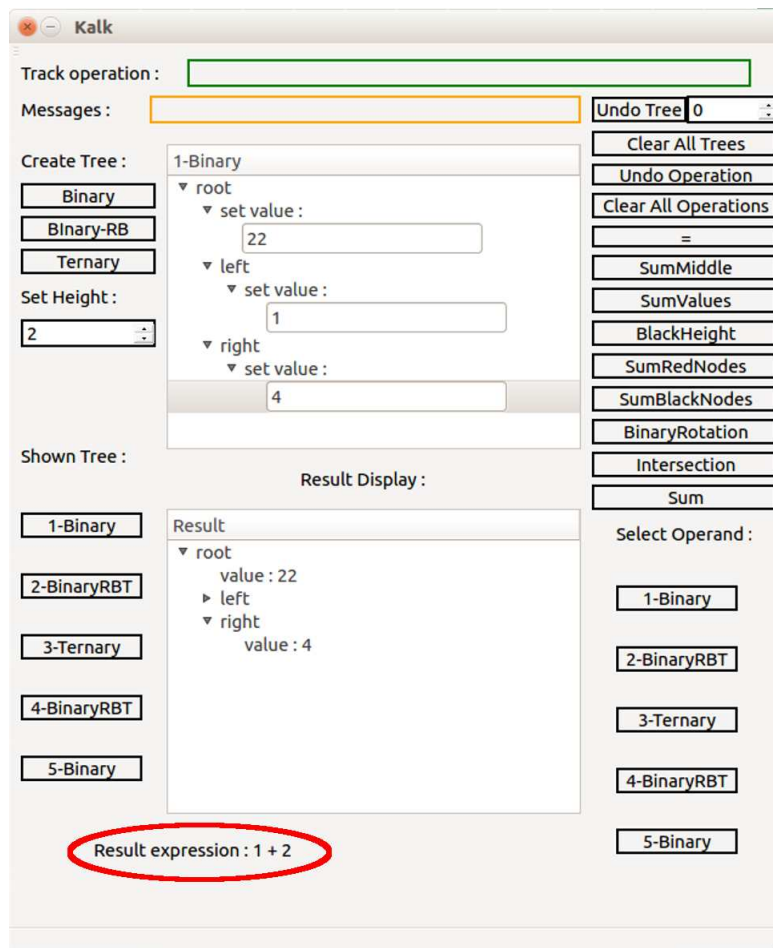 Kalk
Track operation :
Messages :
Undo Tree 0
Clear All Trees
Undo Operation
Clear All Operations
=
SumMiddle
SumValues
BlackHeight
SumRedNodes
SumBlackNodes
BinaryRotation
Intersection
Sum
Create Tree :
Binary
BInary-RB
Ternary
Set Height :
2
1-Binary
root
set value :
22
left
set value :
1
right
set value :
4
Shown Tree :
1-Binary
2-BinaryRBT
3-Ternary
4-BinaryRBT
5-Binary
Result Display :
Result
root
value : 22
left
right
value : 4
Select Operand :
1-Binary
2-BinaryRBT
3-Ternary
4-BinaryRBT
5-Binary
Result expression : 1 + 2